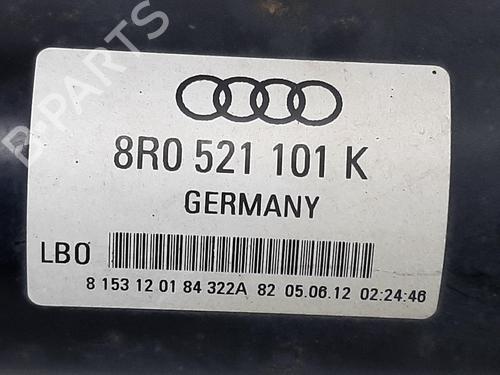 B-PARTS
8R0 521 101 K
GERMANY
LBO
8 153 12 01 84 322A 82 05.06.12 02:24:46